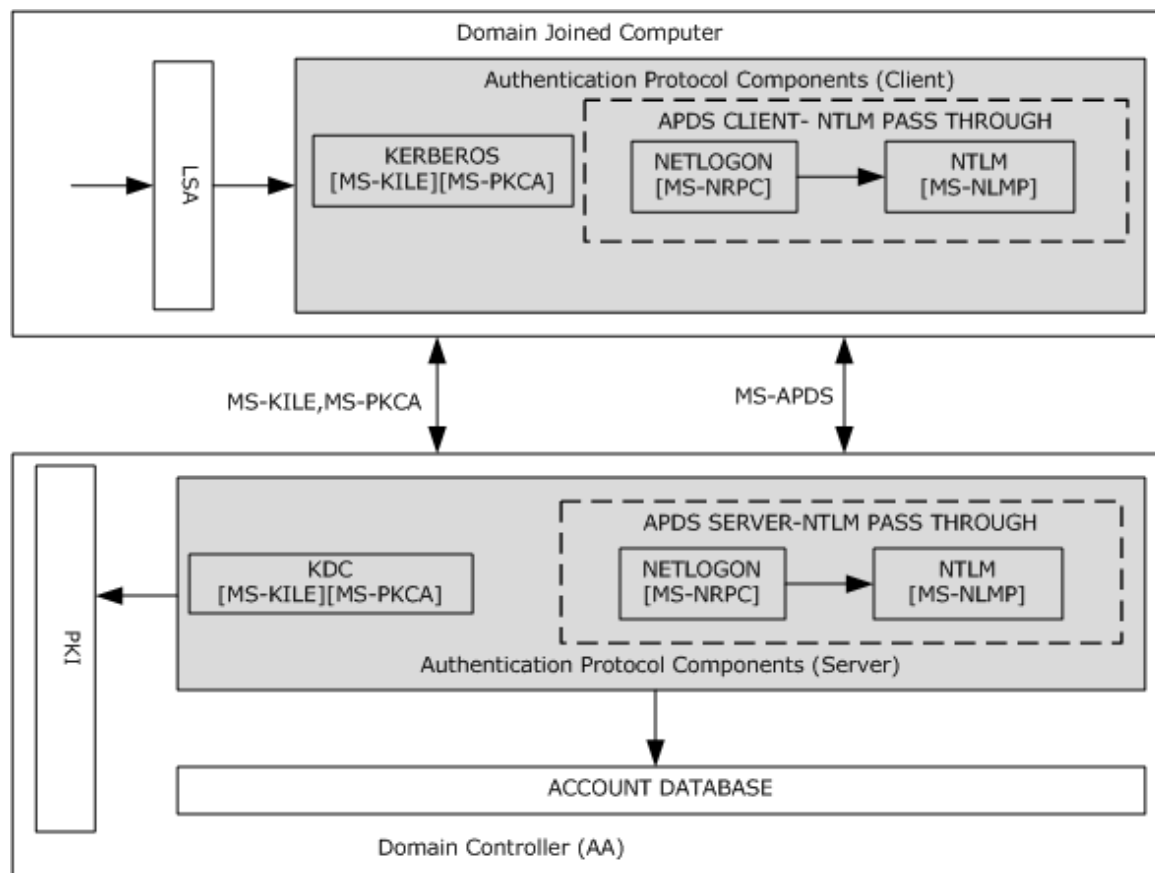 Domain Joined Computer
Authentication Protocol Components (Client)
APDS CLIENT- NTLM PASS THROUGH
LSA
KERBEROS
[MS-KILE][MS-PKCA]
NETLOGON
[MS-NRPC]
NTLM
[MS-NLMP]
MS-KILE,MS-PKCA
MS-APDS
PKI
APDS SERVER-NTLM PASS THROUGH
KDC
[MS-KILE][MS-PKCA]
NETLOGON
[MS-NRPC]
NTLM
[MS-NLMP]
Authentication Protocol Components (Server)
ACCOUNT DATABASE
Domain Controller (AA)